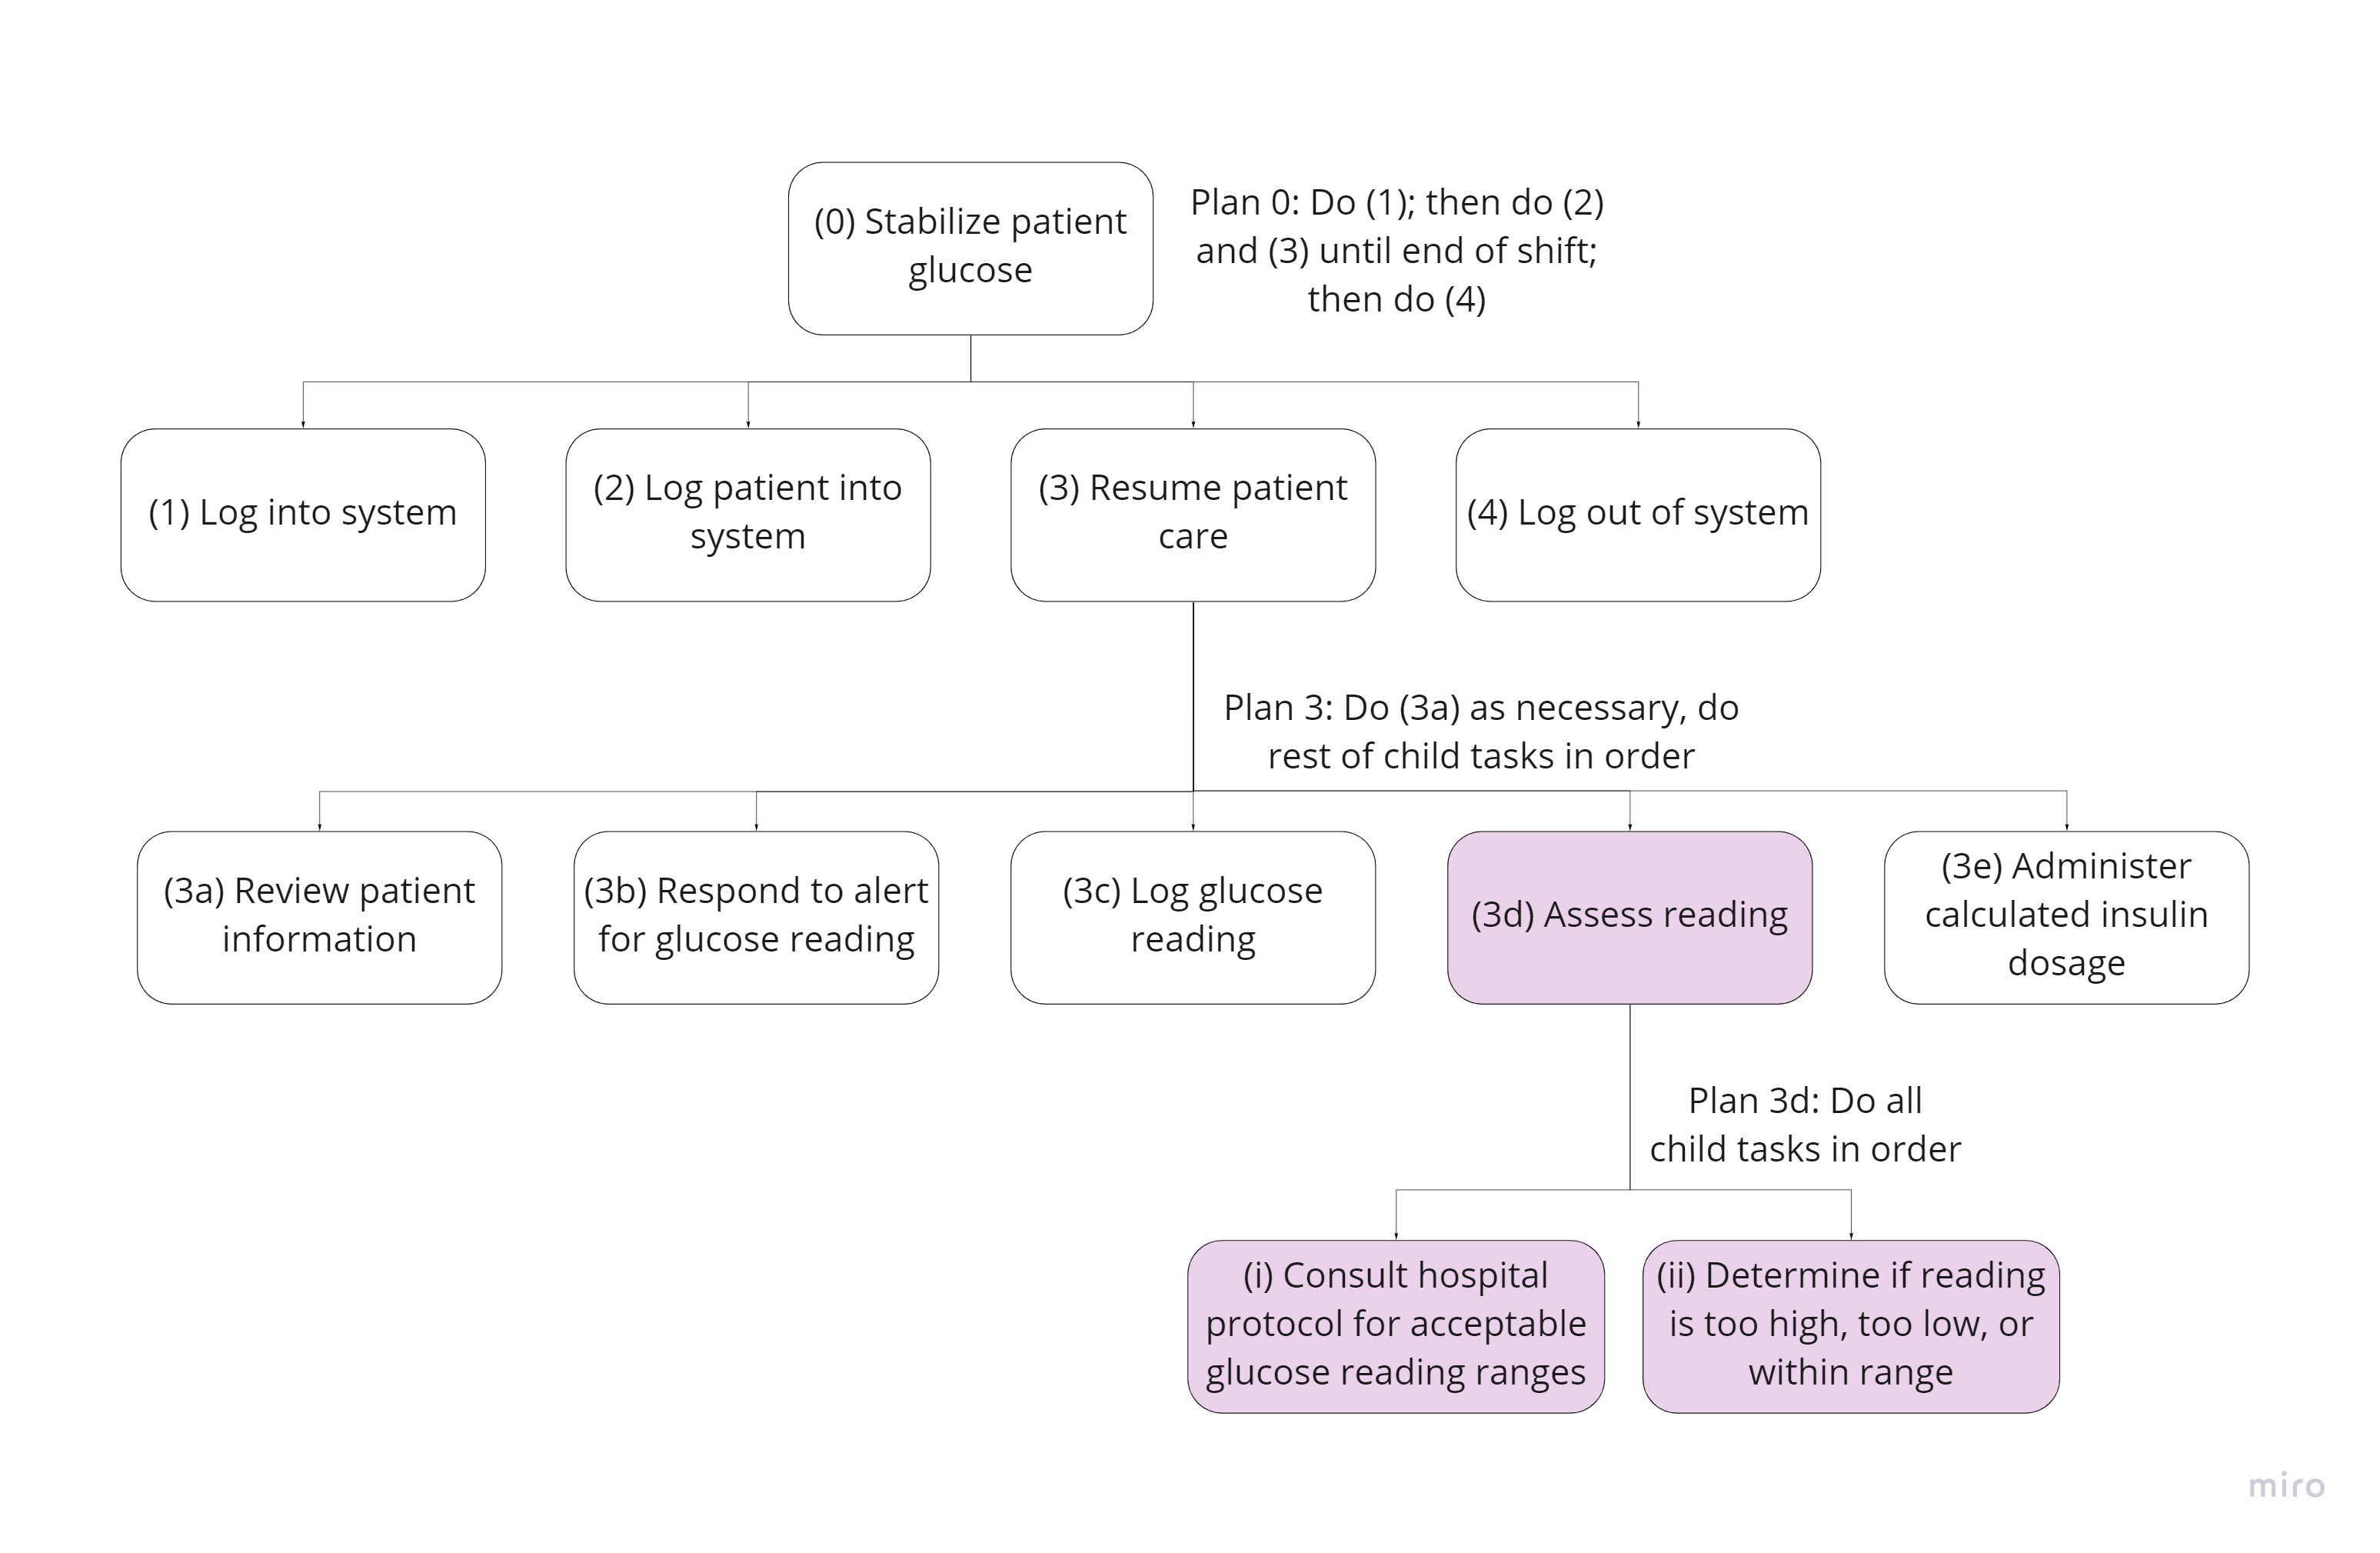 (0) Stabilize patient
glucose
Plan 0: Do (1); then do (2)
and (3) until end of shift;
then do (4)
(1) Log into system
(2) Log patient into
system
(3) Resume patient
care
(4) Log out of system
Plan 3: Do (3a) as necessary, do
rest of child tasks in order
(3a) Review patient
information
(3b) Respond to alert
for glucose reading
(3c) Log glucose
reading
(3d) Assess reading
(3e) Administer
calculated insulin
dosage
Plan 3d: Do all
child tasks in order
(i) Consult hospital
protocol for acceptable
glucose reading ranges
(ii) Determine if reading
is too high, too low, or
within range
miro